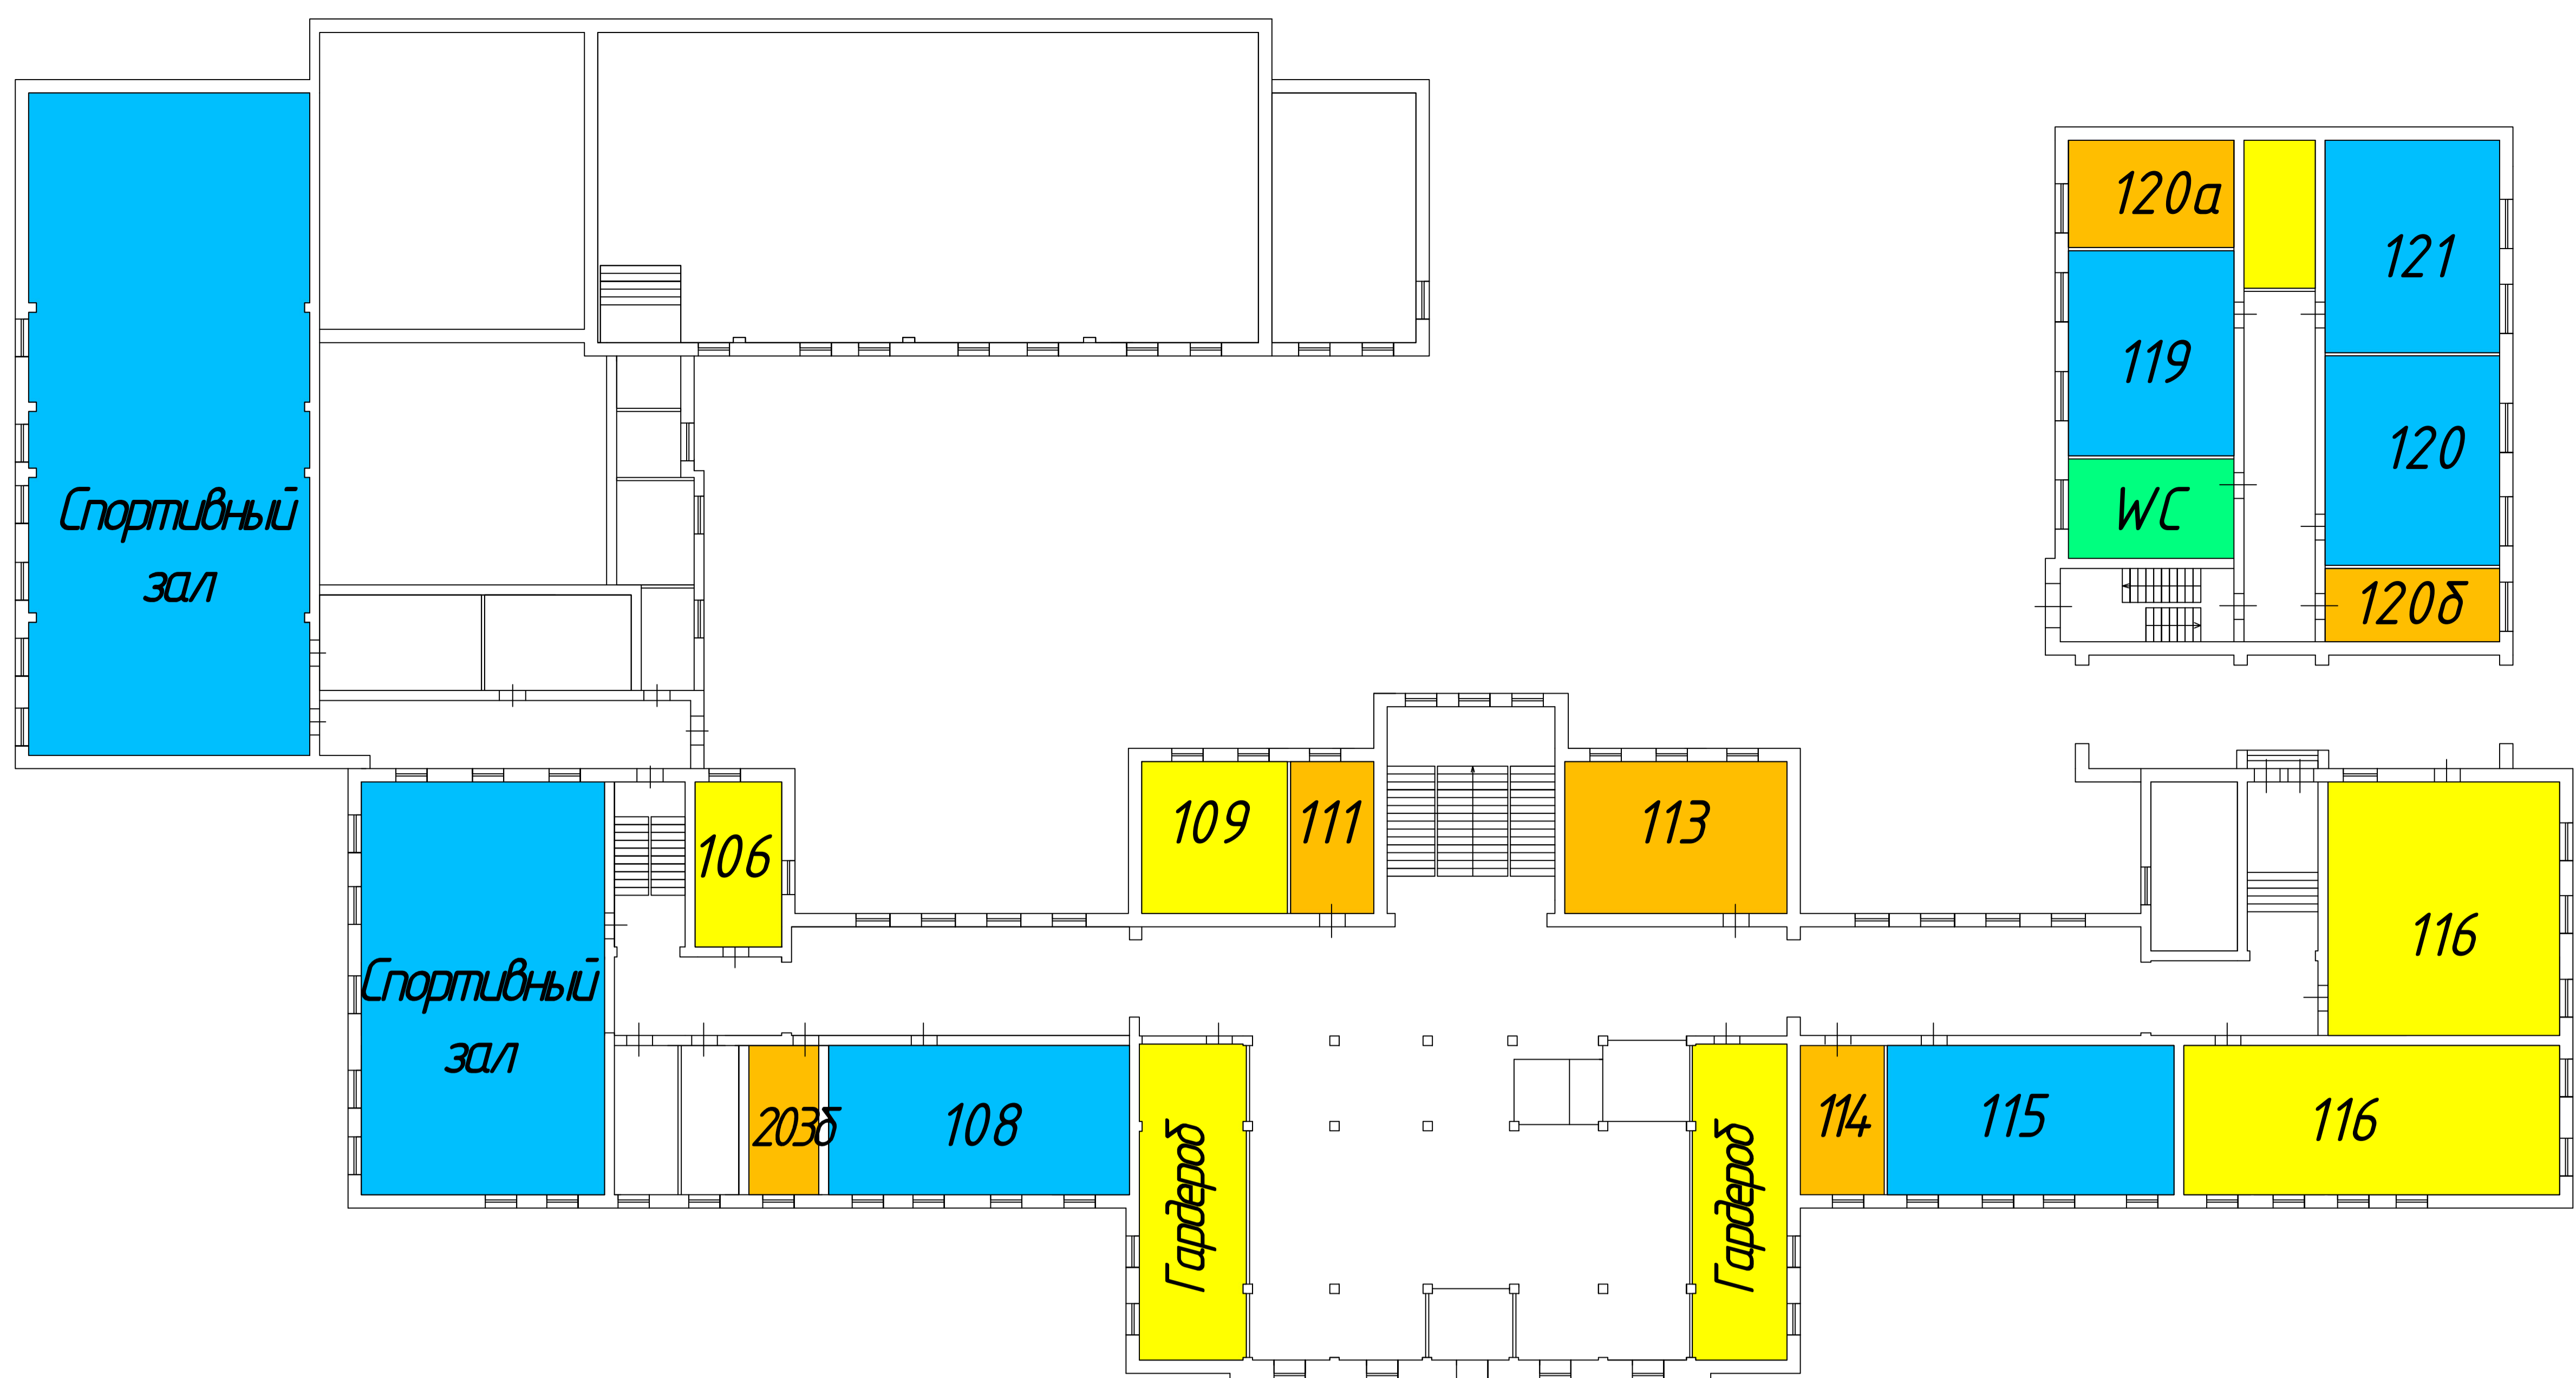 120а
121
119
120
Спортивный
зал
WC
120б
109
111
113
106
116
Спортивный
зал
203б
108
Гардероб
Гардероб
114
115
116